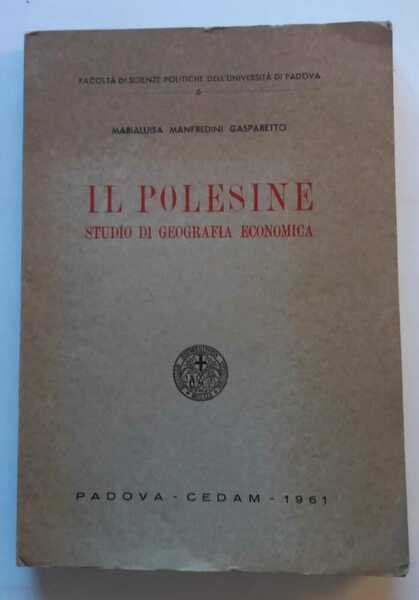 FACOLTÀ DI SCIENZE POLITICHE DELL'UNIVERSITÀ DI PADOVA
6
MARIALUISA MANFREDINI GASPARETTO
IL POLESINE
STUDIO DI GEOGRAFIA ECONOMICA
PADOVA - CEDAM - 1961